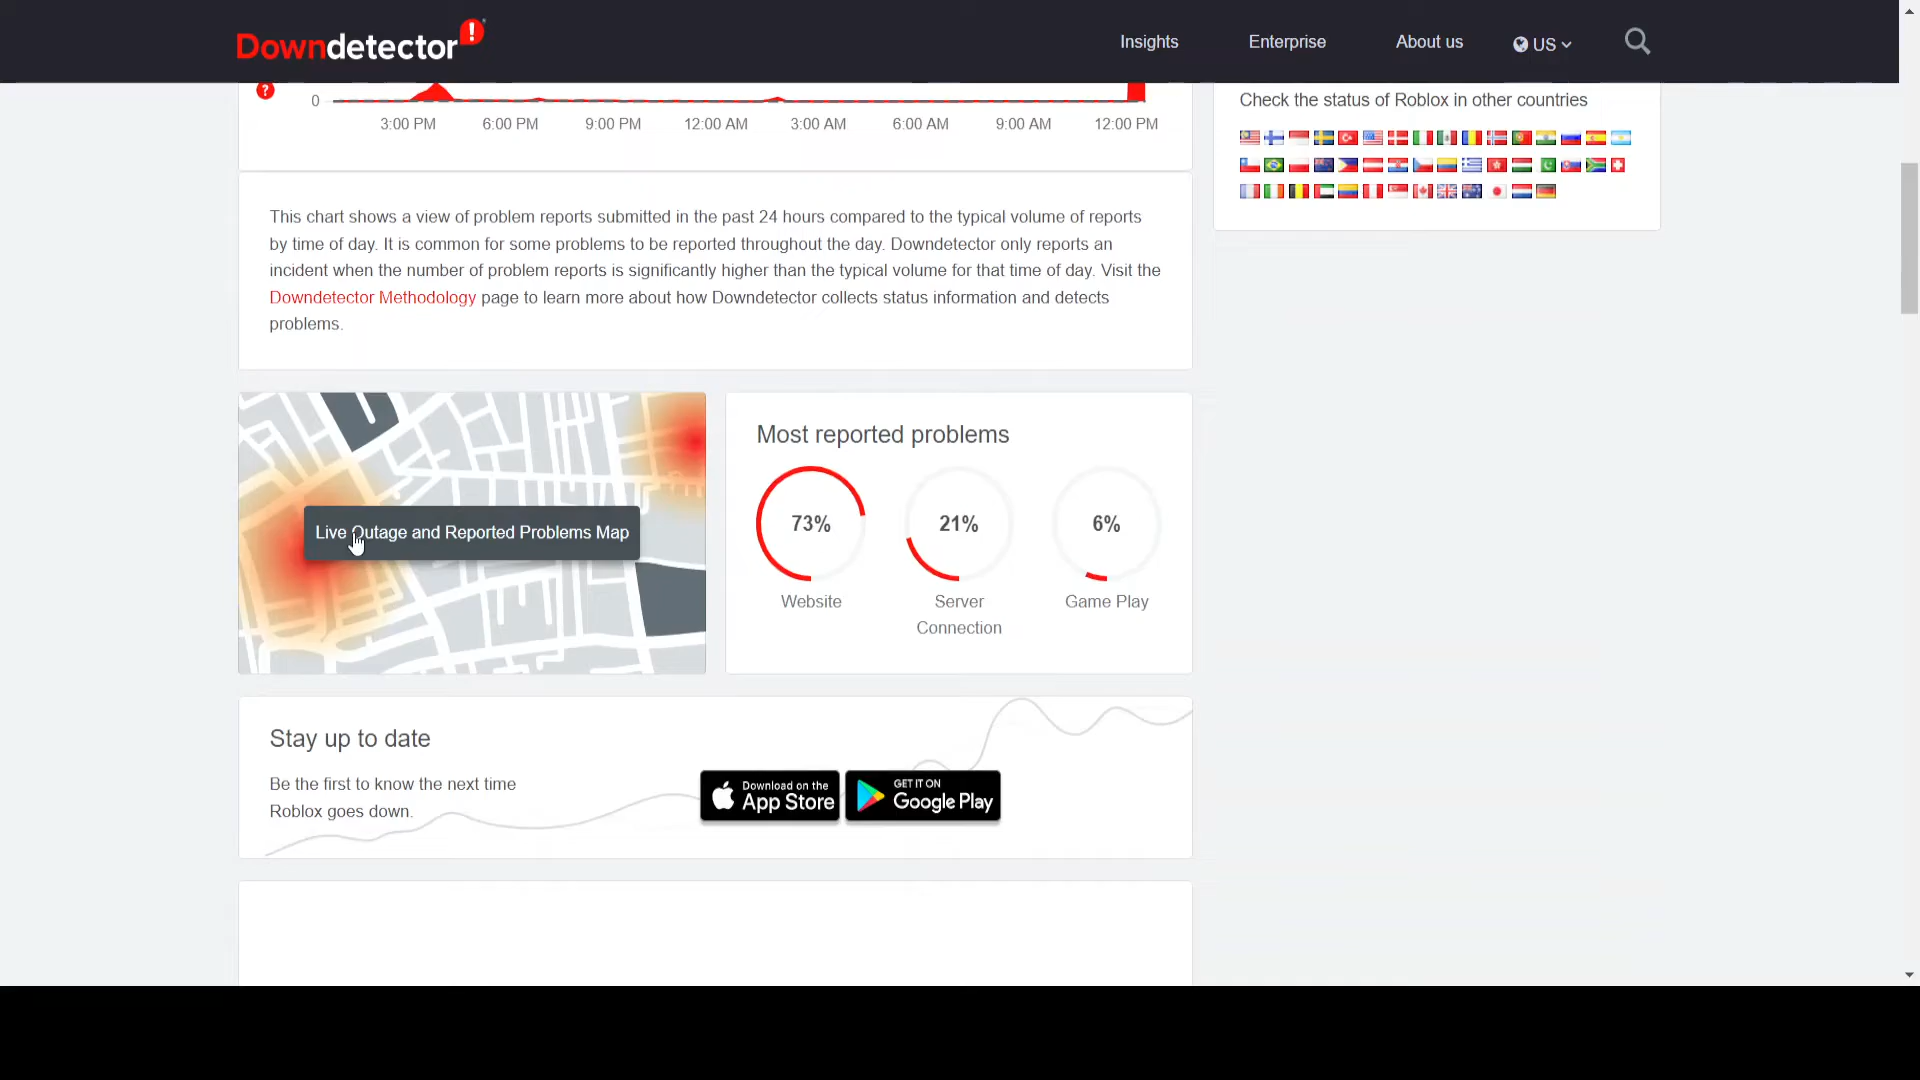 Downdetector
Insights
Enterprise
About us
US
?
0
3:00 PM
6:00 PM
9:00 PM
12:00 AM
3:00 AM
6:00 AM
9:00 AM
12:00 PM
Check the status of Roblox in other countries
This chart shows a view of problem reports submitted in the past 24 hours compared to the typical volume of reports
by time of day. It is common for some problems to be reported throughout the day. Downdetector only reports an
incident when the number of problem reports is significantly higher than the typical volume for that time of day. Visit the
Downdetector Methodology page to learn more about how Downdetector collects status information and detects
problems.
Live Outage and Reported Problems Map
Most reported problems
73%
21%
6%
Website
Server
Connection
Game Play
Stay up to date
Be the first to know the next time
Roblox goes down.
Download on the
App Store
GET IT ON
Google Play